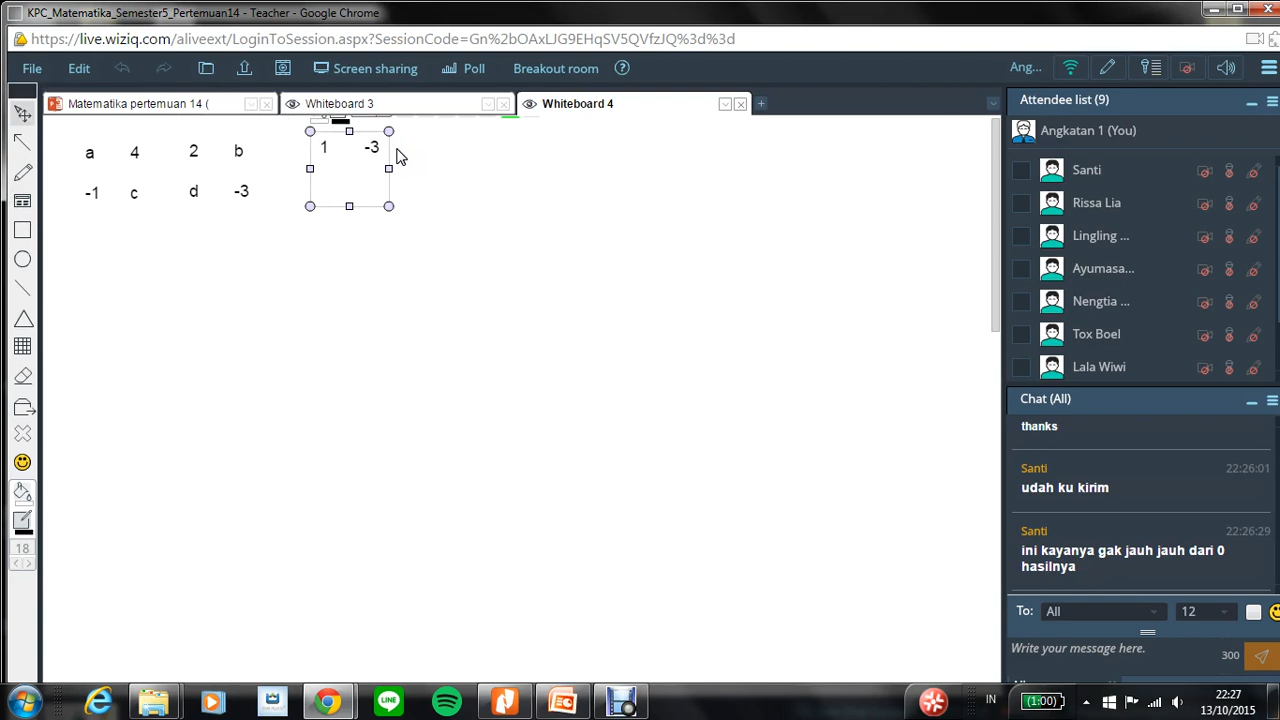 KPC_Matematika_Semester5_Pertemuan14 - Teacher - Google Chrome
https://live.wiziq.com/aliveext/LoginToSession.aspx?SessionCode=Gn%2bOAxLJG9EHqSV5QVfzJQ%3d%3d
File Edit Screen sharing Poll Breakout room ? Ang...
Matematika pertemuan 14 ( Whiteboard 3 Whiteboard 4 +
Attendee list (9)
Angkatan 1 (You)
Santi
Rissa Lia
Lingling ...
Ayumasa...
Nengtia ...
Tox Boel
Lala Wiwi
a 4 2 b 1 -3
-1 c d -3
18
Chat (All)
thanks
Santi 22:26:01
udah ku kirim
Santi 22:26:29
ini kayanya gak jauh jauh dari 0
hasilnya
To: All 12
Write your message here. 300
IN (1:00) 22:27
13/10/2015
LINE